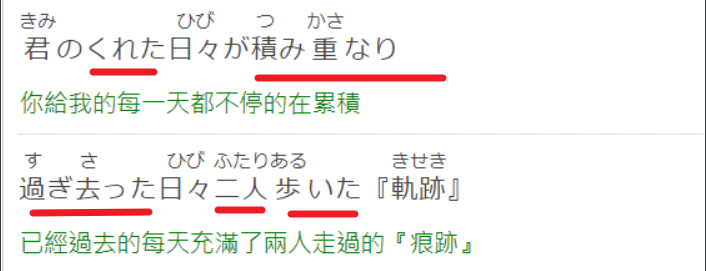 きみ ひび つ かさ
君のくれた日々が積み重なり
你給我的每一天都不停的在累積
す さ ひび ふたりある きせき
過ぎ去った日々二人歩いた『軌跡』
已經過去的每天充滿了兩人走過的『痕跡』